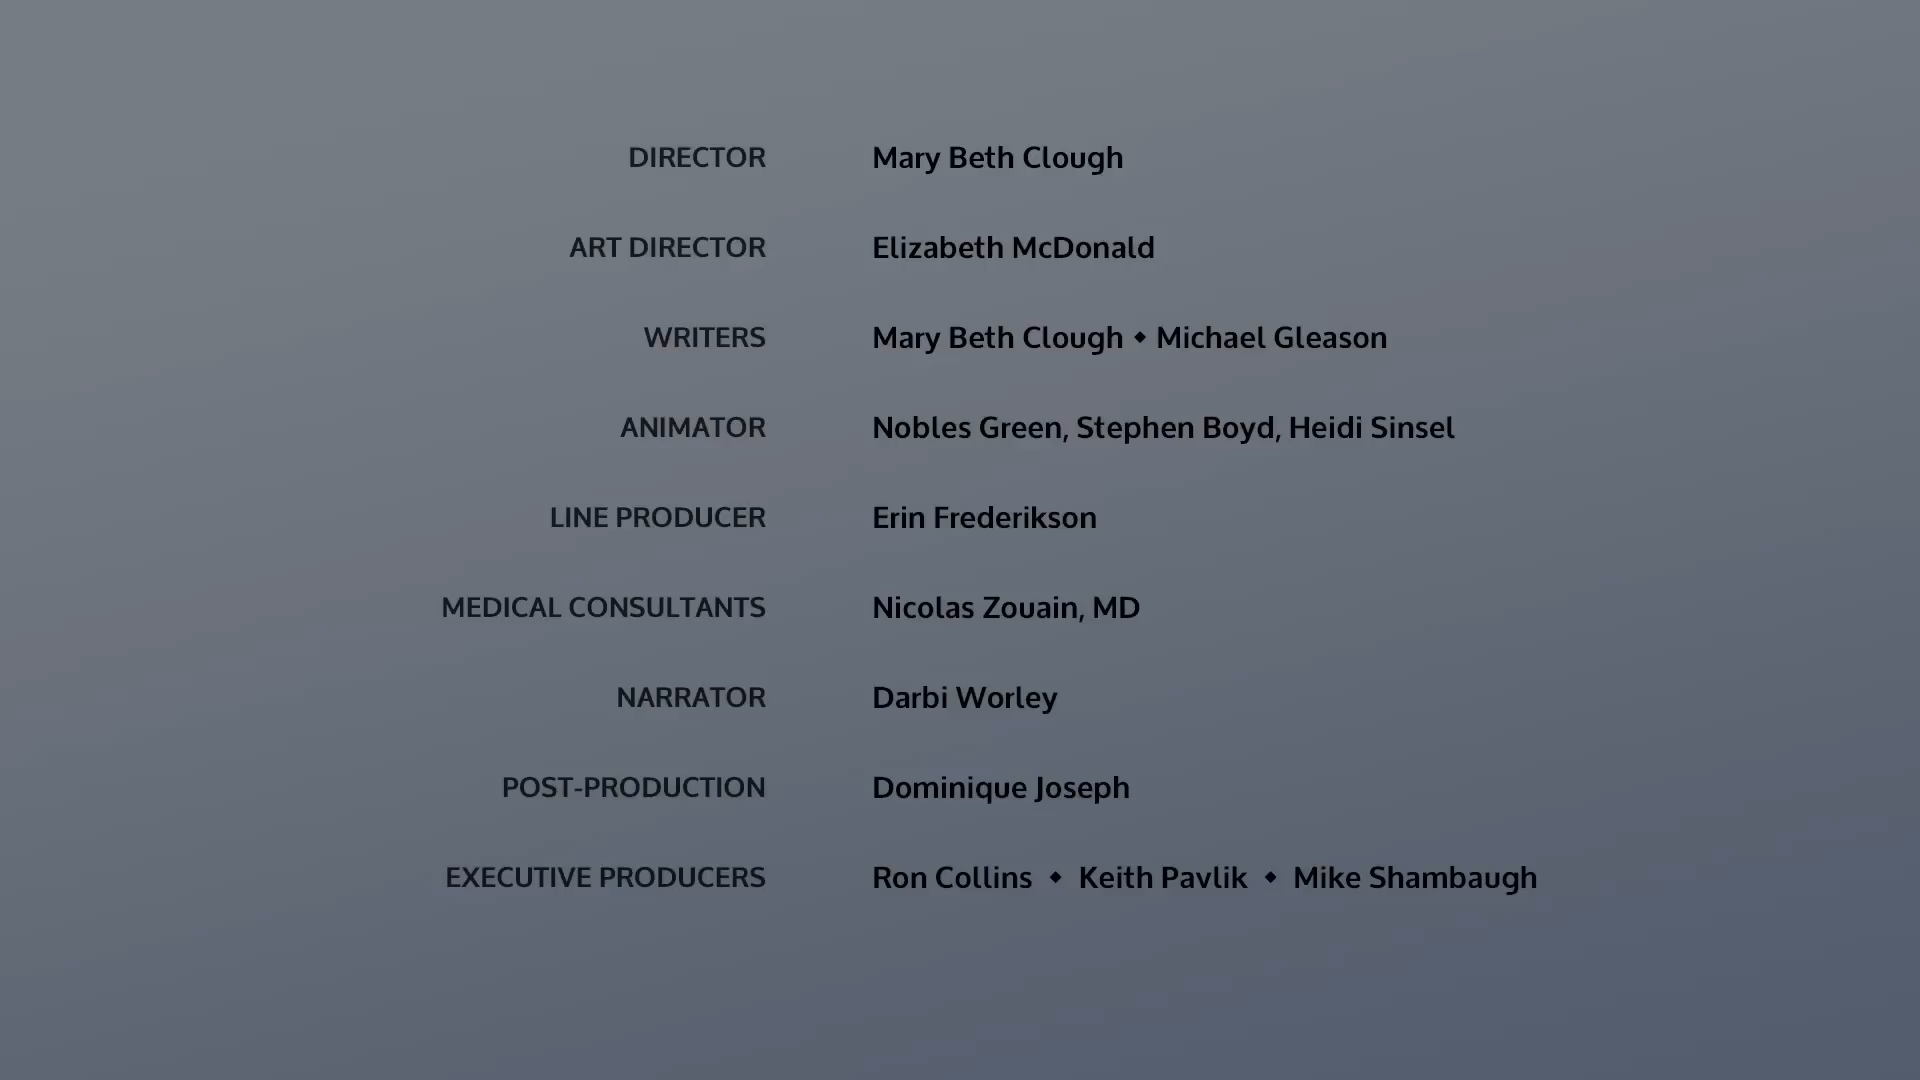 DIRECTOR Mary Beth Clough
ART DIRECTOR Elizabeth McDonald
WRITERS Mary Beth Clough ◆ Michael Gleason
ANIMATOR Nobles Green, Stephen Boyd, Heidi Sinsel
LINE PRODUCER Erin Frederikson
MEDICAL CONSULTANTS Nicolas Zouain, MD
NARRATOR Darbi Worley
POST-PRODUCTION Dominique Joseph
EXECUTIVE PRODUCERS Ron Collins ◆ Keith Pavlik ◆ Mike Shambaugh